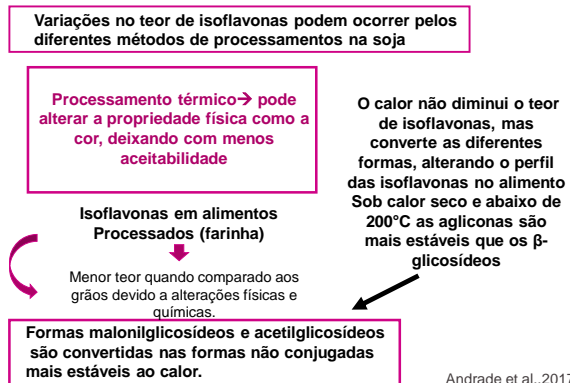 Variações no teor de isoflavonas podem ocorrer pelos
diferentes métodos de processamentos na soja
Processamento térmico→ pode
alterar a propriedade física como a
cor, deixando com menos
aceitabilidade
O calor não diminui o teor
de isoflavonas, mas
converte as diferentes
formas, alterando o perfil
das isoflavonas no alimento
Sob calor seco e abaixo de
200°C as agliconas são
mais estáveis que os β-
glicosídeos
Isoflavonas em alimentos
Processados (farinha)
Menor teor quando comparado aos
grãos devido a alterações físicas e
químicas.
Formas malonilglicosídeos e acetilglicosídeos
são convertidas nas formas não conjugadas
mais estáveis ao calor.
Andrade et al.,2017